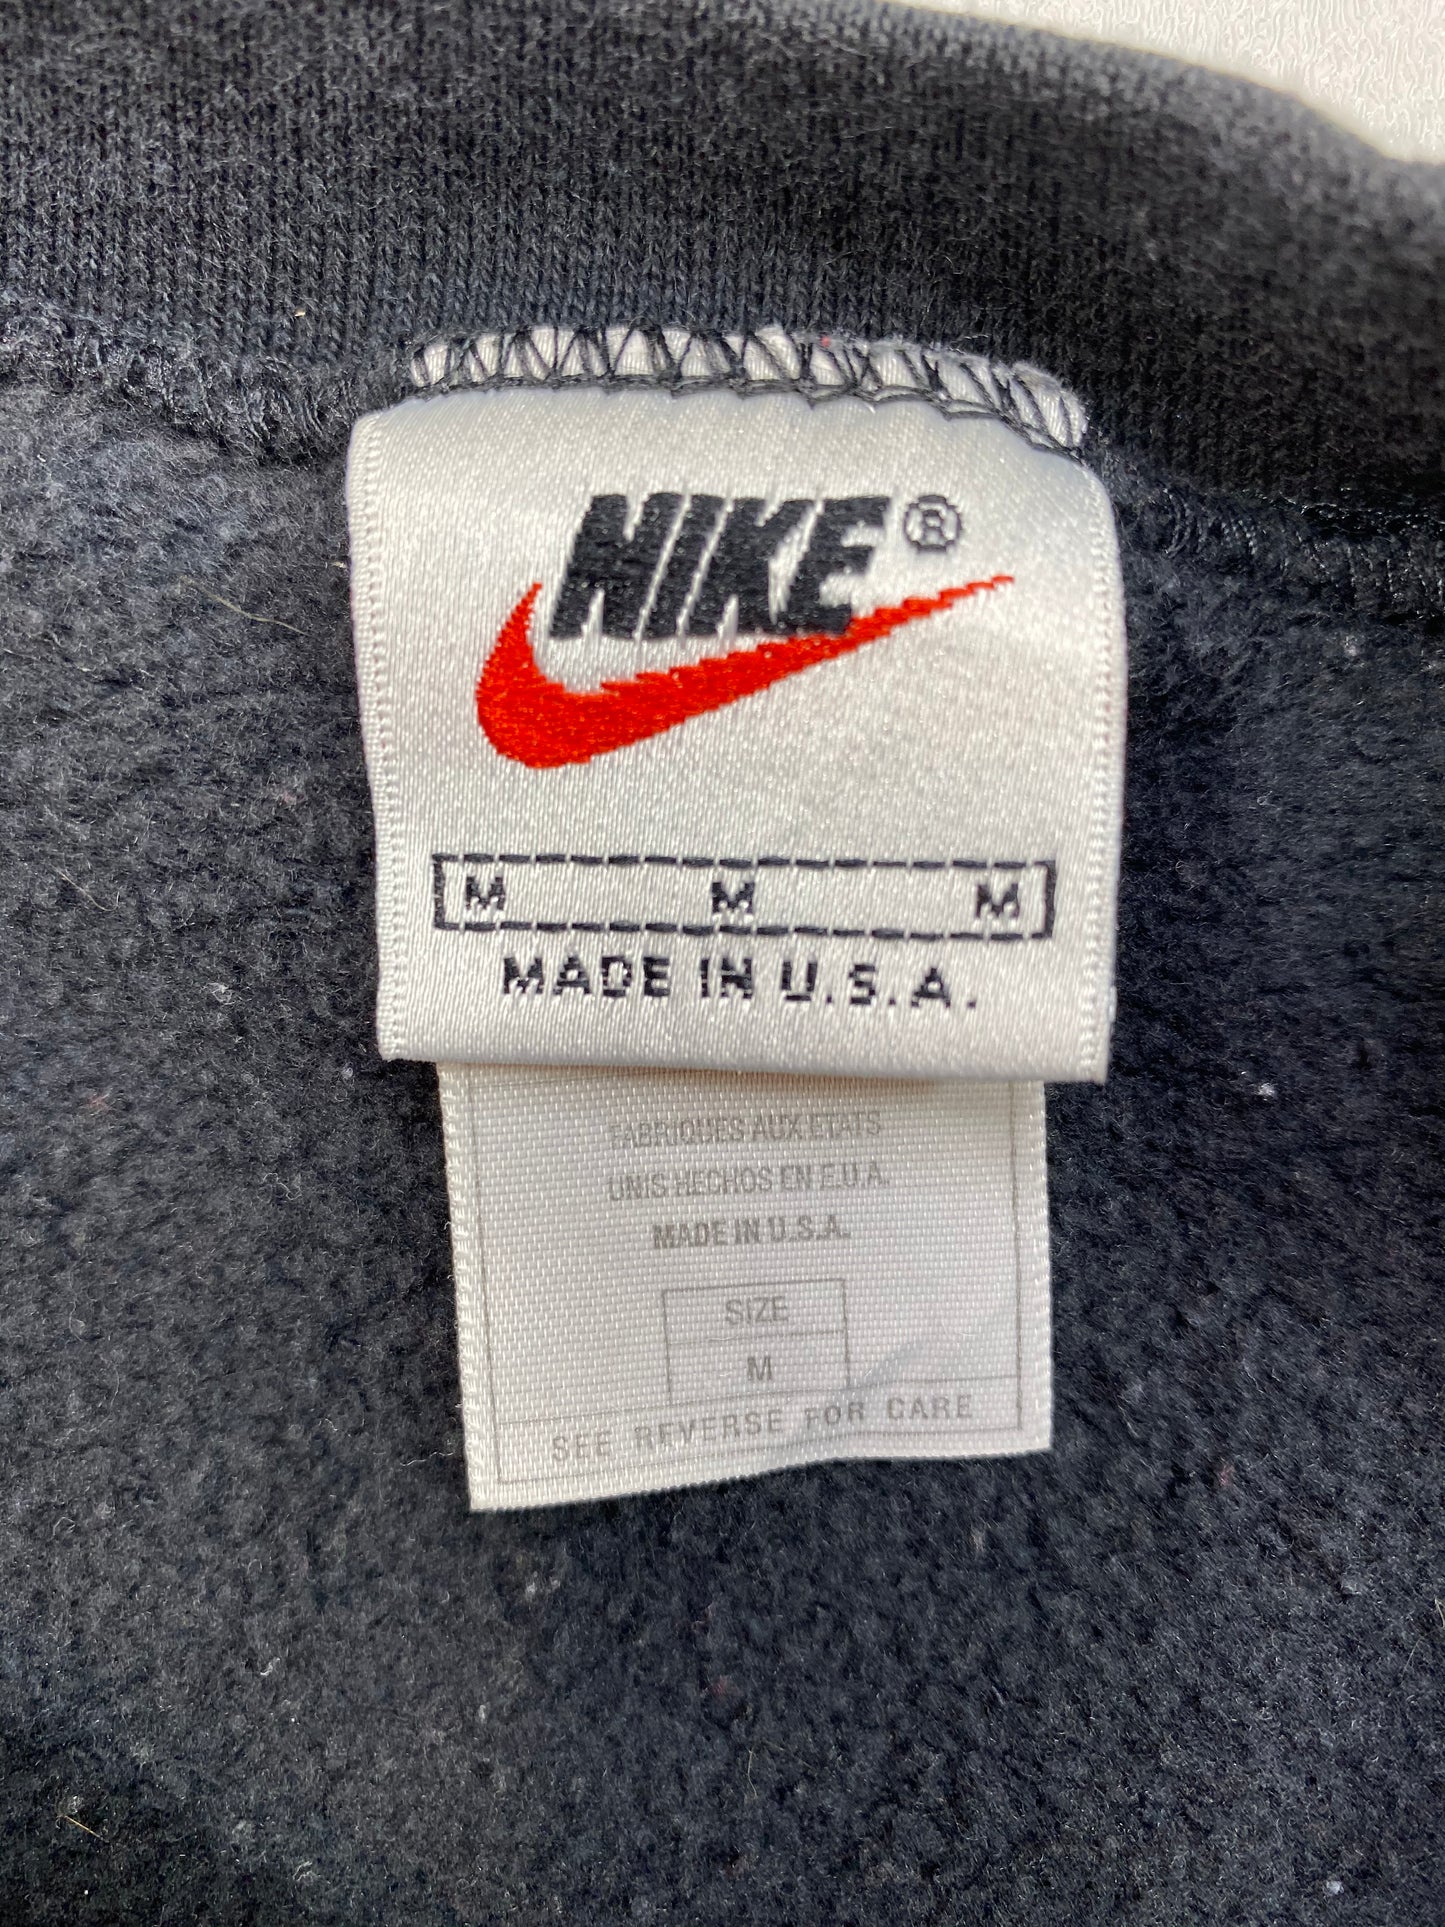 NIKE®
M M M
MADE IN U.S.A.
FABRIQUES AUX ETATS
UNIS HECHOS EN E.U.A.
MADE IN U.S.A.
SIZE
M
SEE REVERSE FOR CARE